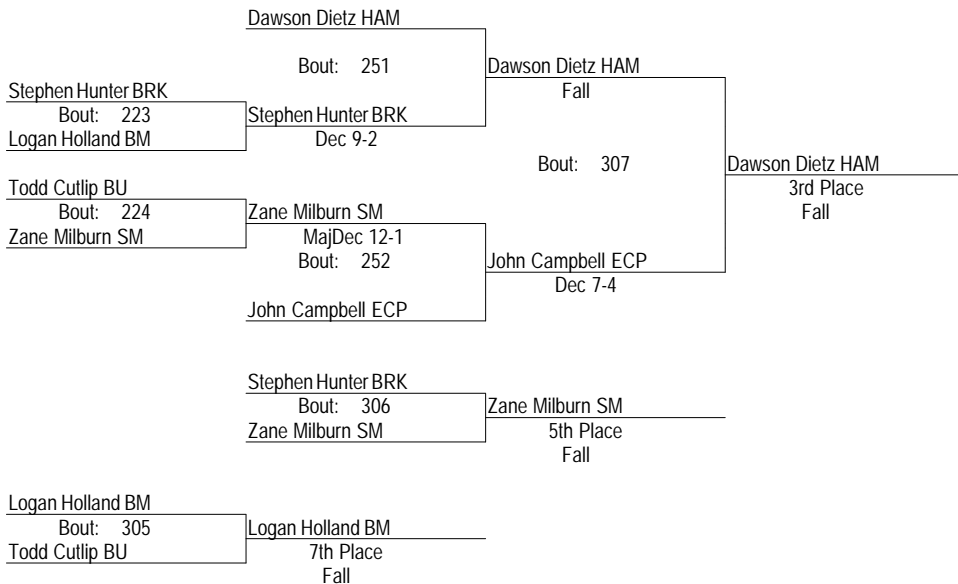 Dawson Dietz HAM
Bout: 251
Dawson Dietz HAM
Fall
Stephen Hunter BRK
Bout: 223
Logan Holland BM
Stephen Hunter BRK
Dec 9-2
Bout: 307
Dawson Dietz HAM
3rd Place
Fall
Todd Cutlip BU
Bout: 224
Zane Milburn SM
Zane Milburn SM
MajDec 12-1
Bout: 252
John Campbell ECP
Dec 7-4
John Campbell ECP
Stephen Hunter BRK
Bout: 306
Zane Milburn SM
Zane Milburn SM
5th Place
Fall
Logan Holland BM
Bout: 305
Todd Cutlip BU
Logan Holland BM
7th Place
Fall